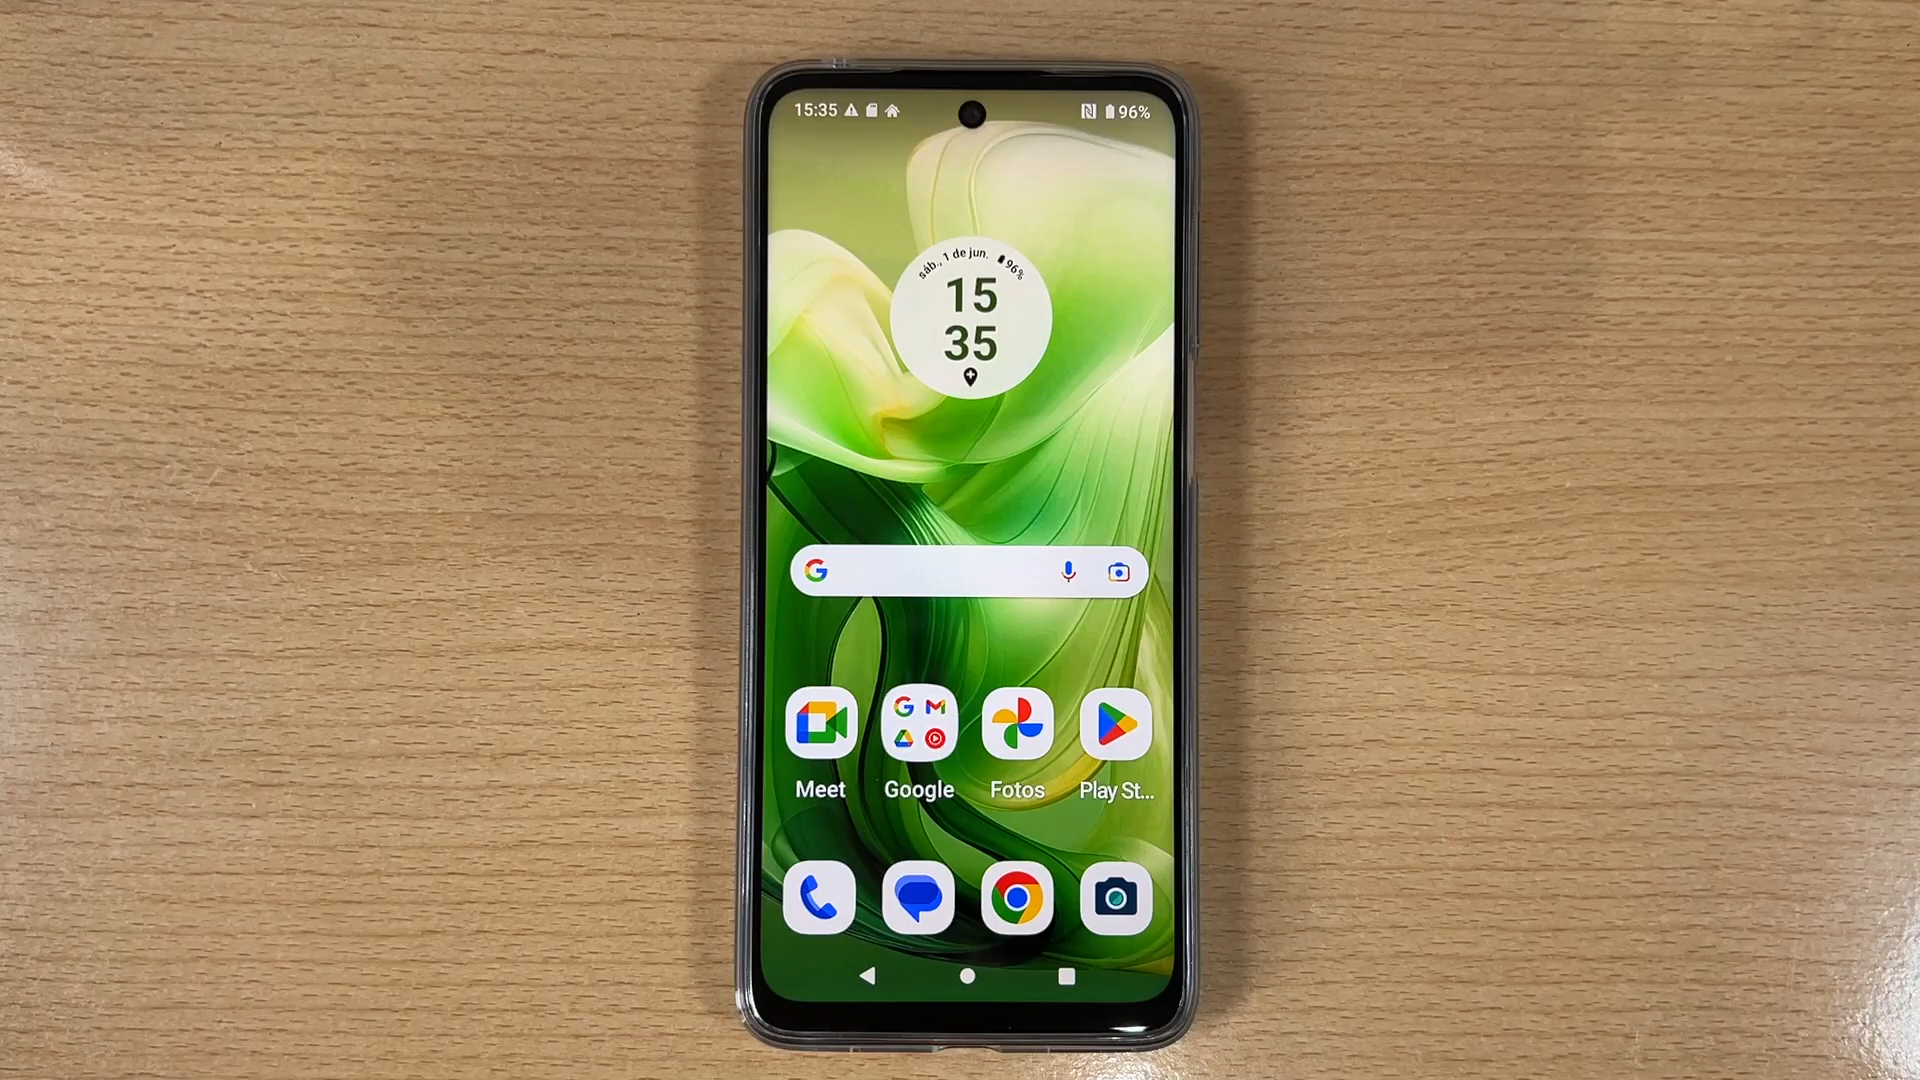 15:35
96%
sáb., 1 de jun. 96%
15
35
Meet
Google
Fotos
Play St...